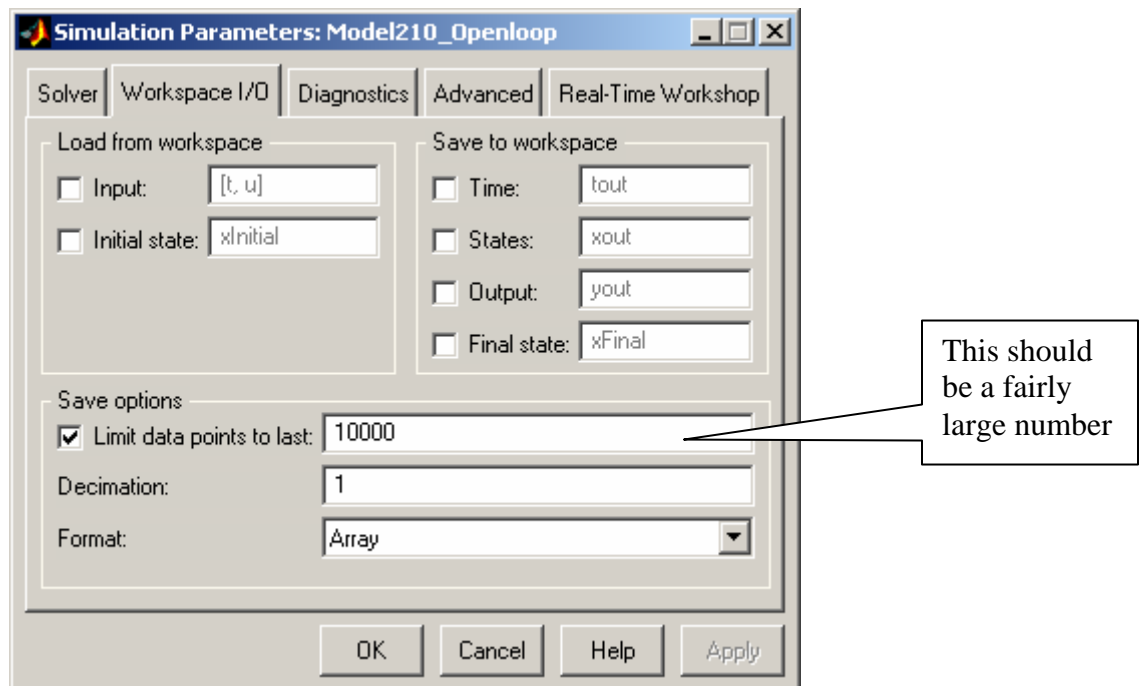 Simulation Parameters: Model210_Openloop
Solver Workspace I/O Diagnostics Advanced Real-Time Workshop
Load from workspace
Input: [t, u]
Initial state: xInitial
Save to workspace
Time: tout
States: xout
Output: yout
Final state: xFinal
Save options
Limit data points to last: 10000
Decimation: 1
Format: Array
OK Cancel Help Apply
This should
be a fairly
large number